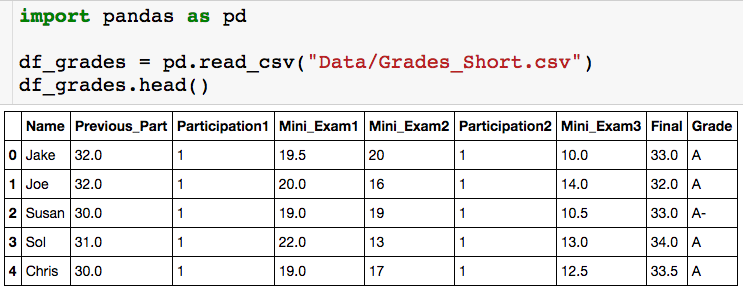 import pandas as pd
df_grades = pd.read_csv("Data/Grades_Short.csv")
df_grades.head()
Name Previous_Part Participation1 Mini_Exam1 Mini_Exam2 Participation2 Mini_Exam3 Final Grade
0 Jake 32.0 1 19.5 20 1 10.0 33.0 A
1 Joe 32.0 1 20.0 16 1 14.0 32.0 A
2 Susan 30.0 1 19.0 19 1 10.5 33.0 A-
3 Sol 31.0 1 22.0 13 1 13.0 34.0 A
4 Chris 30.0 1 19.0 17 1 12.5 33.5 A